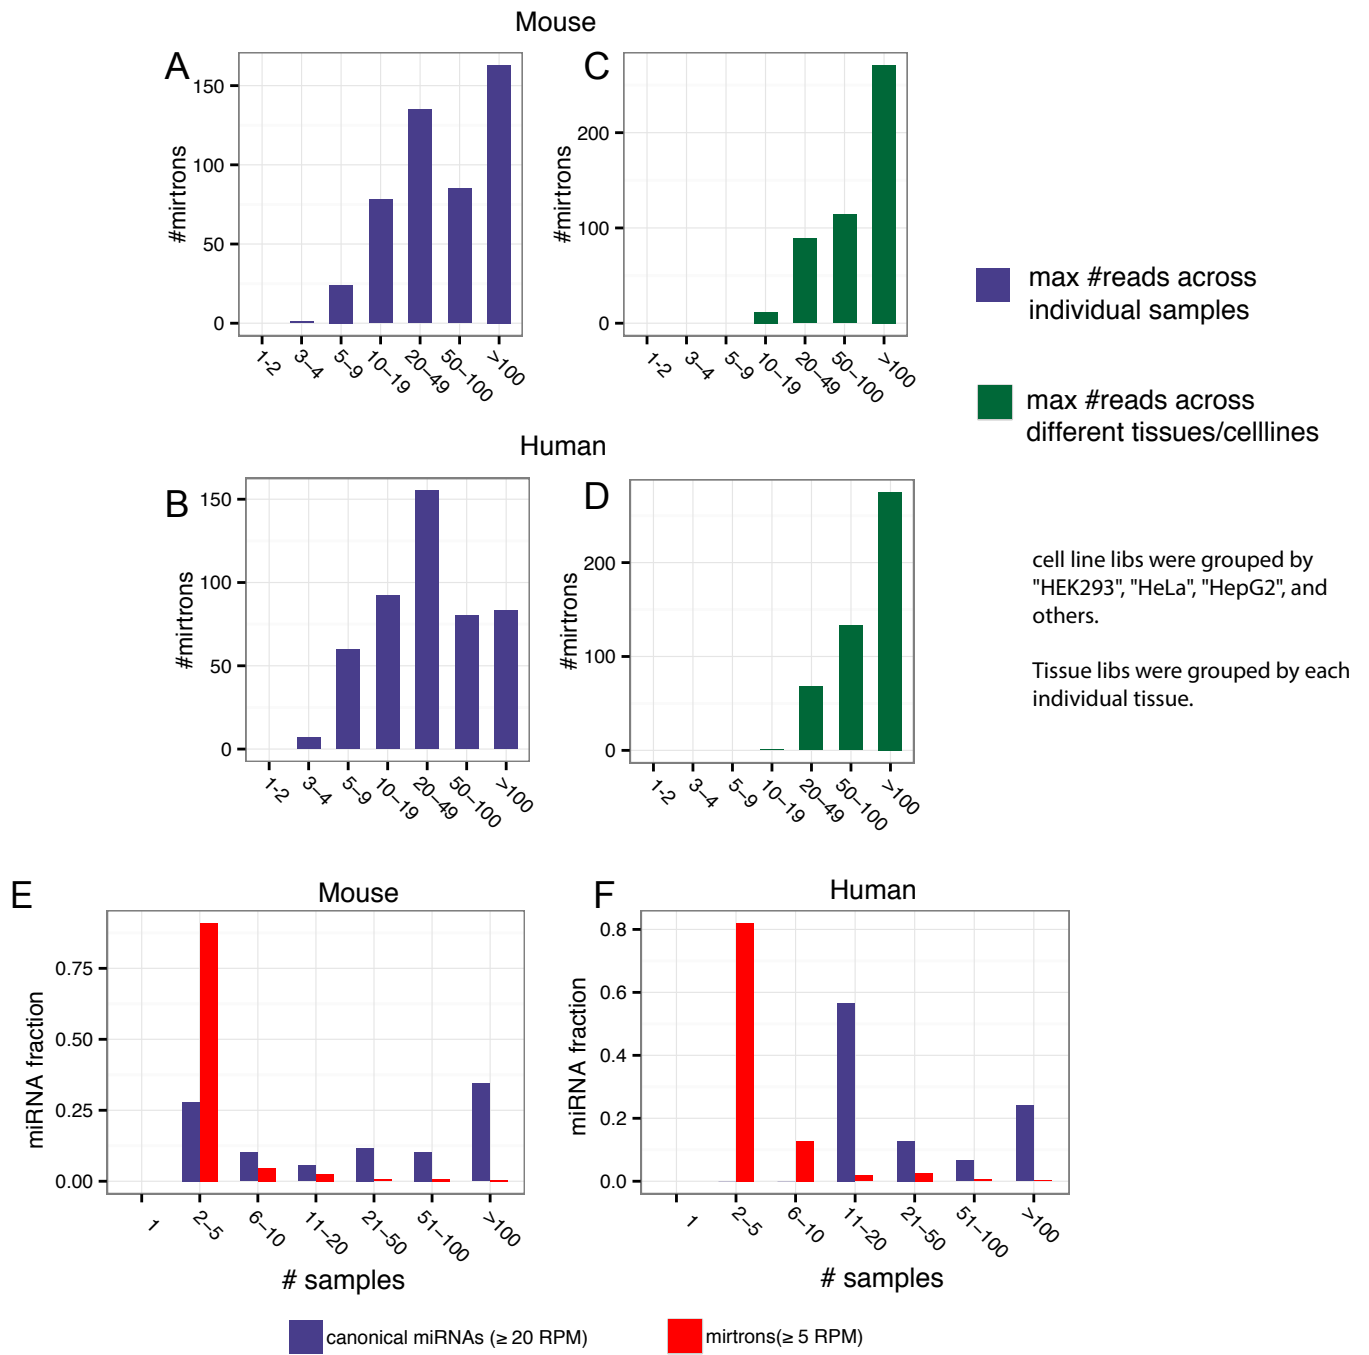 Mouse
A
150
100
50
0
#mirtrons
1-2
3–4
5–9
10–19
20–49
50–100
>100
C
200
100
0
#mirtrons
1-2
3–4
5–9
10–19
20–49
50–100
>100
max #reads across
individual samples
max #reads across
different tissues/celllines
Human
B
150
100
50
0
#mirtrons
1-2
3–4
5–9
10–19
20–49
50–100
>100
D
200
100
0
#mirtrons
1-2
3–4
5–9
10–19
20–49
50–100
>100
cell line libs were grouped by
"HEK293", "HeLa", "HepG2", and
others.
Tissue libs were grouped by each
individual tissue.
E
Mouse
0.75
0.50
0.25
0.00
miRNA fraction
1
2–5
6–10
11–20
21–50
51–100
>100
# samples
F
Human
0.8
0.6
0.4
0.2
0.0
miRNA fraction
1
2–5
6–10
11–20
21–50
51–100
>100
# samples
canonical miRNAs (≥ 20 RPM)
mirtrons(≥ 5 RPM)